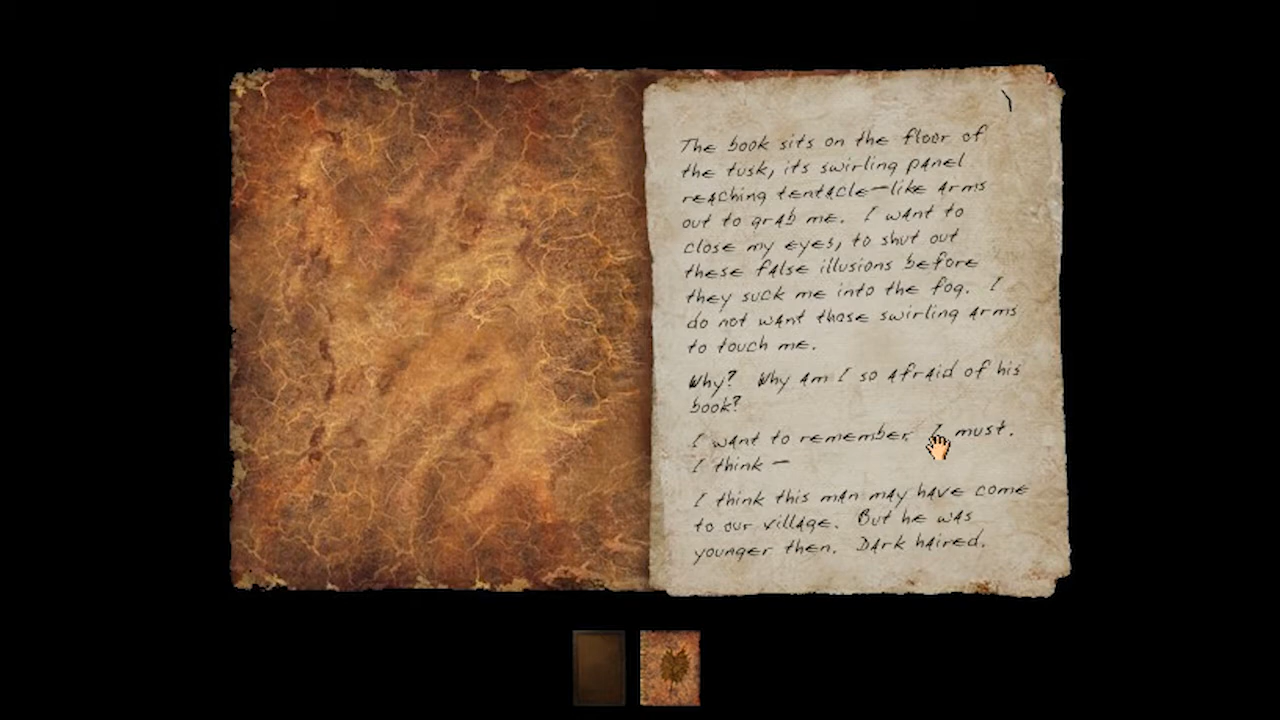 The book sits on the floor of
the tusk, its swirling panel
reaching tentacle—like arms
out to grab me. I want to
close my eyes, to shut out
these false illusions before
they suck me into the fog. I
do not want those swirling arms
to touch me.
Why? Why am I so afraid of his
book?
I want to remember. I must.
I think —
I think this man may have come
to our village. But he was
younger then. Dark haired.